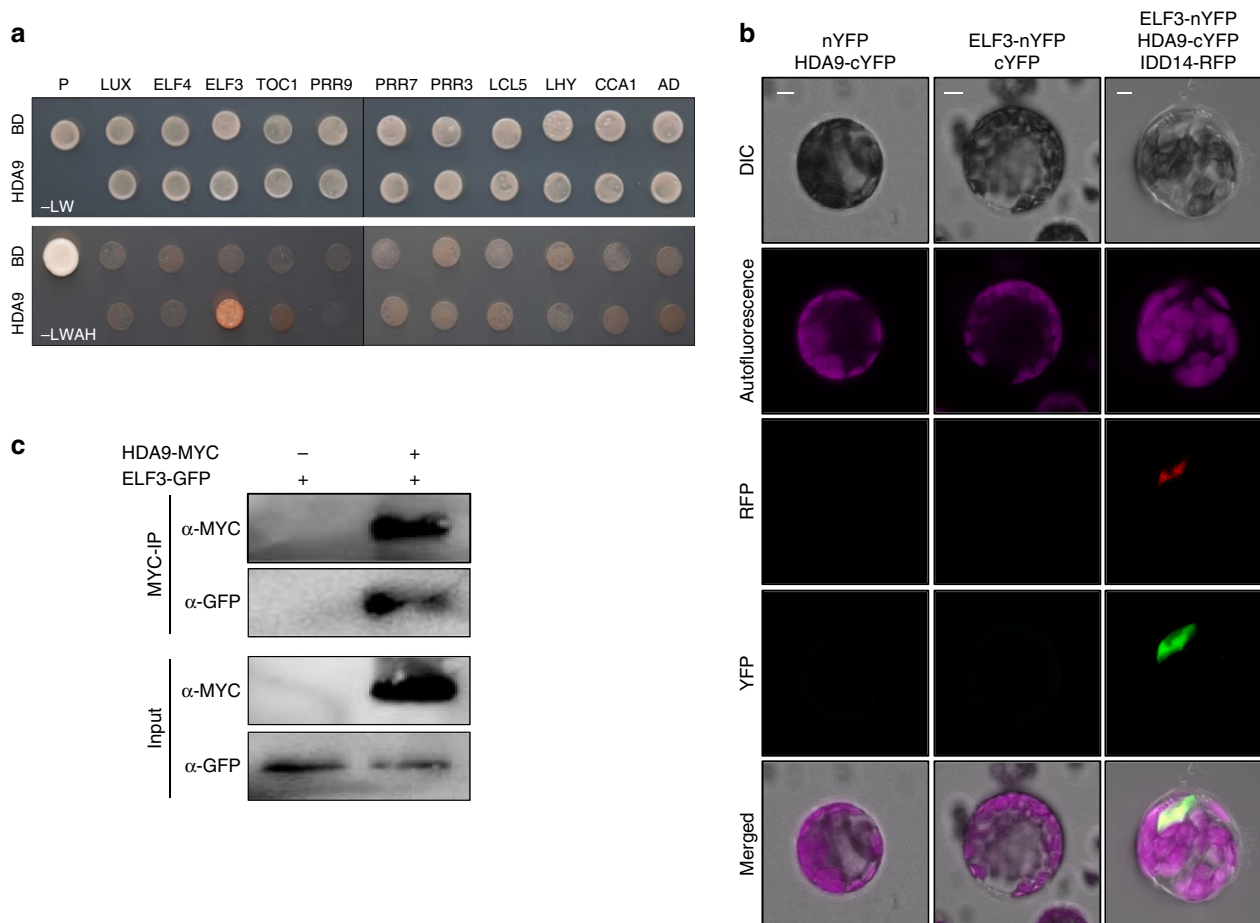 a
P LUX ELF4 ELF3 TOC1 PRR9 PRR7 PRR3 LCL5 LHY CCA1 AD
BD
HDA9
–LW
BD
HDA9
–LWAH
b
nYFP
HDA9-cYFP
ELF3-nYFP
cYFP
ELF3-nYFP
HDA9-cYFP
IDD14-RFP
DIC
Autofluorescence
RFP
YFP
Merged
c
HDA9-MYC – +
ELF3-GFP + +
MYC-IP
α-MYC
α-GFP
Input
α-MYC
α-GFP